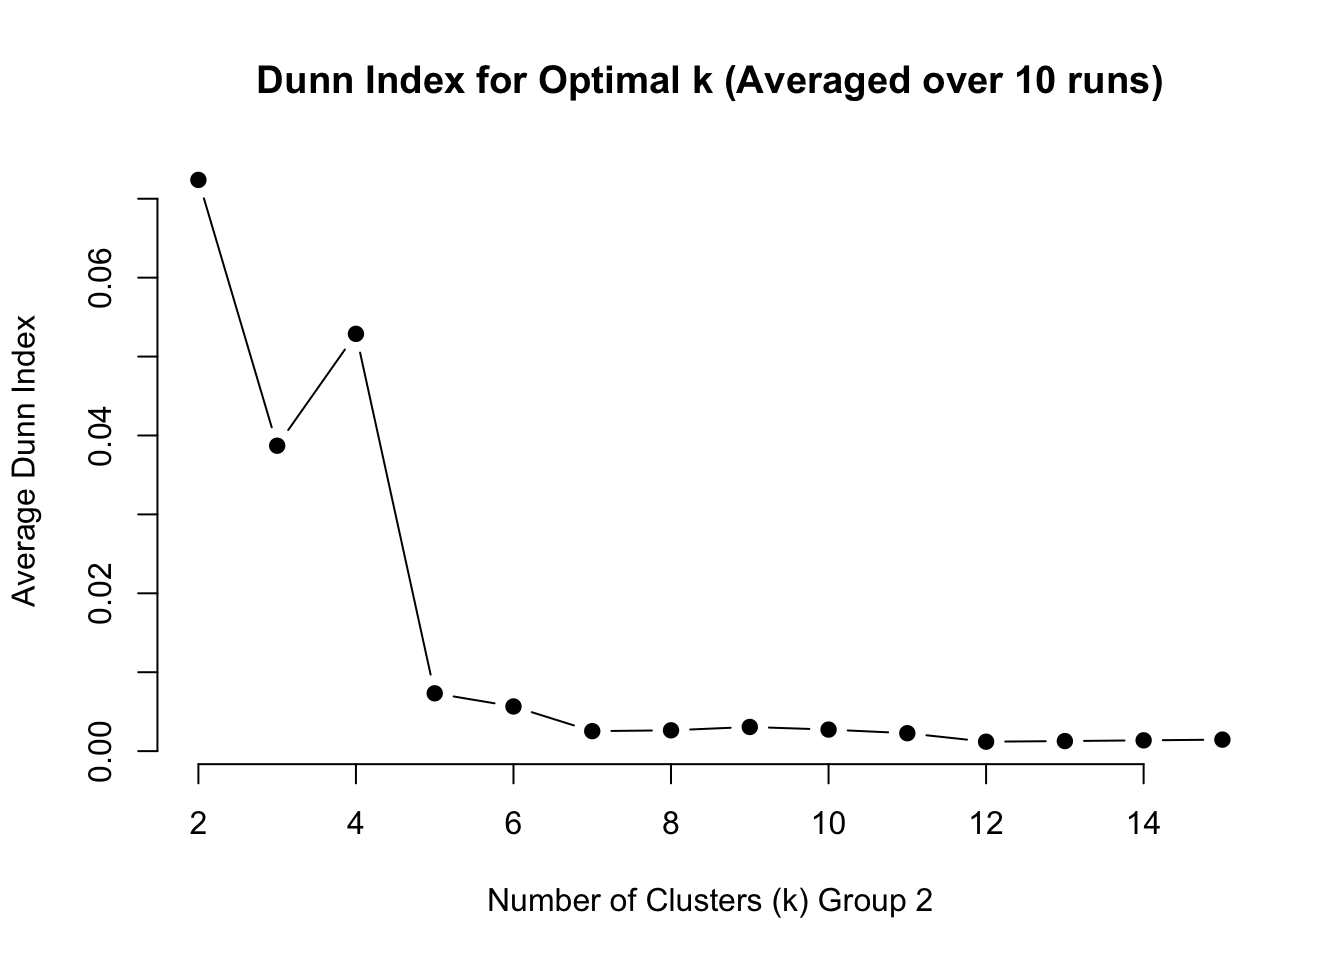 Dunn Index for Optimal k (Averaged over 10 runs)
Average Dunn Index
0.06
0.04
0.02
0.00
2 4 6 8 10 12 14
Number of Clusters (k) Group 2